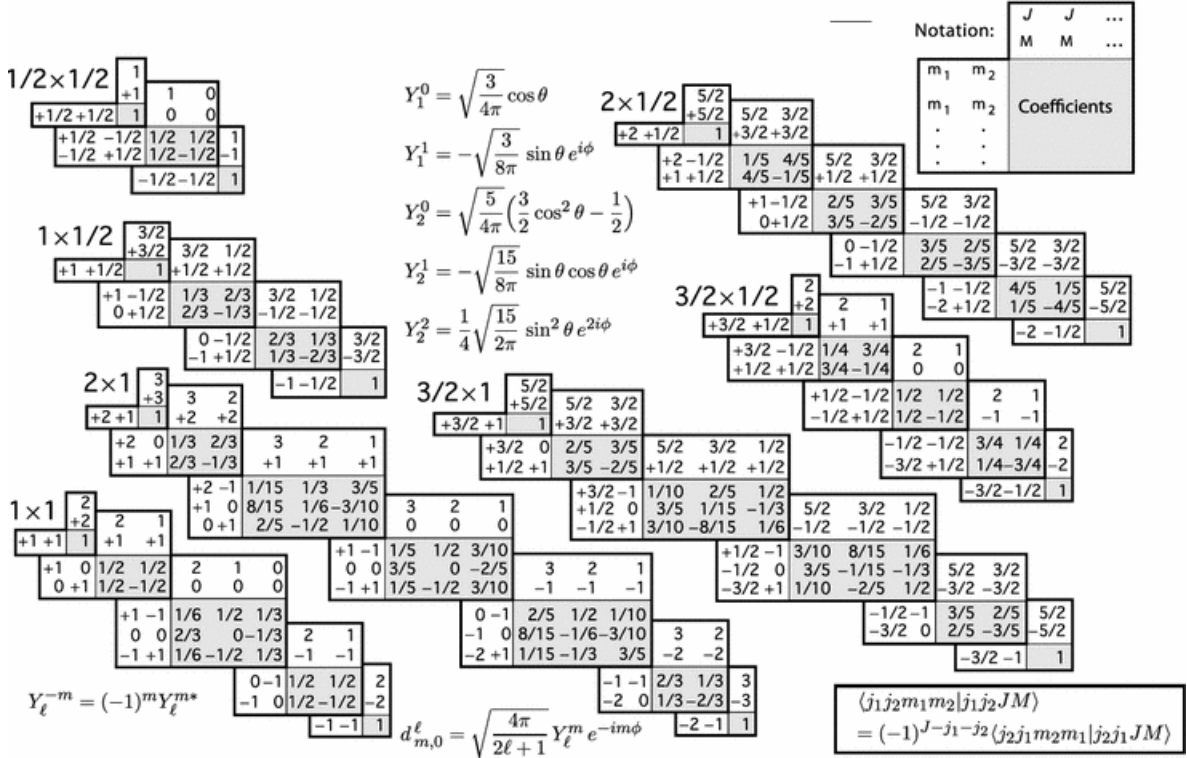 Notation:
J J ...
M M ...
m₁ m₂
m₁ m₂
. .
. .
. .
Coefficients
1/2×1/2
1
+1
1 0
0 0
+1/2 +1/2 1
+1/2 −1/2 1/2 1/2 1
−1/2 +1/2 1/2 −1/2 −1
−1/2 −1/2 1
Y₁⁰ = √(3/4π) cos θ
Y₁¹ = −√(3/8π) sin θ e^{iϕ}
Y₂⁰ = √(5/4π) (3/2 cos² θ − 1/2)
Y₂¹ = −√(15/8π) sin θ cos θ e^{iϕ}
Y₂² = 1/4 √(15/2π) sin² θ e^{2iϕ}
2×1/2
5/2
+5/2
5/2 3/2
+2 +1/2 1 +3/2 +3/2
+2 −1/2 1/5 4/5 5/2 3/2
+1 +1/2 4/5 −1/5 +1/2 +1/2
+1 −1/2 2/5 3/5 5/2 3/2
0 +1/2 3/5 −2/5 −1/2 −1/2
0 −1/2 3/5 2/5 5/2 3/2
−1 +1/2 2/5 −3/5 −3/2 −3/2
−1 −1/2 4/5 1/5 5/2
−2 +1/2 1/5 −4/5 −5/2
−2 −1/2 1
1×1/2
3/2
+3/2
3/2 1/2
+1 +1/2 1 +1/2 +1/2
+1 −1/2 1/3 2/3 3/2 1/2
0 +1/2 2/3 −1/3 −1/2 −1/2
0 −1/2 2/3 1/3 3/2
−1 +1/2 1/3 −2/3 −3/2
−1 −1/2 1
3/2×1/2
2
+2
2 1
+3/2 +1/2 1 +1 +1
+3/2 −1/2 1/4 3/4 2 1
+1/2 +1/2 3/4 −1/4 0 0
+1/2 −1/2 1/2 1/2 2 1
−1/2 +1/2 1/2 −1/2 −1 −1
−1/2 −1/2 3/4 1/4 2
−3/2 +1/2 1/4 −3/4 −2
−3/2 −1/2 1
2×1
3
+3
3 2
+2 +1 1 +2 +2
+2 0 1/3 2/3 3 2 1
+1 +1 2/3 −1/3 +1 +1 +1
+2 −1 1/15 1/3 3/5
+1 0 8/15 1/6 −3/10 3 2 1
0 +1 2/5 −1/2 1/10 0 0 0
+1 −1 1/5 1/2 3/10
0 0 3/5 0 −2/5 3 2 1
−1 +1 1/5 −1/2 3/10 −1 −1 −1
0 −1 2/5 1/2 1/10
−1 0 8/15 −1/6 −3/10 3 2
−2 +1 1/15 −1/3 3/5 −2 −2
−1 −1 2/3 1/3 3
−2 0 1/3 −2/3 −3
−2 −1 1
3/2×1
5/2
+5/2
5/2 3/2
+3/2 +1 1 +3/2 +3/2
+3/2 0 2/5 3/5 5/2 3/2 1/2
+1/2 +1 3/5 −2/5 +1/2 +1/2 +1/2
+3/2 −1 1/10 2/5 1/2
+1/2 0 3/5 1/15 −1/3 5/2 3/2 1/2
−1/2 +1 3/10 −8/15 1/6 −1/2 −1/2 −1/2
+1/2 −1 3/10 8/15 1/6
−1/2 0 3/5 −1/15 −1/3 5/2 3/2
−3/2 +1 1/10 −2/5 1/2 −3/2 −3/2
−1/2 −1 3/5 2/5 5/2
−3/2 0 2/5 −3/5 −5/2
−3/2 −1 1
1×1
2
+2
2 1
+1 +1 1 +1 +1
+1 0 1/2 1/2 2 1 0
0 +1 1/2 −1/2 0 0 0
+1 −1 1/6 1/2 1/3
0 0 2/3 0 −1/3 2 1
−1 +1 1/6 −1/2 1/3 −1 −1
0 −1 1/2 1/2 2
−1 0 1/2 −1/2 −2
−1 −1 1
Y_ℓ^{−m} = (−1)^m Y_ℓ^{m*}
d^ℓ_{m,0} = √(4π/(2ℓ + 1)) Y_ℓ^m e^{−imϕ}
⟨j₁j₂m₁m₂|j₁j₂JM⟩
= (−1)^{J−j₁−j₂}⟨j₂j₁m₂m₁|j₂j₁JM⟩